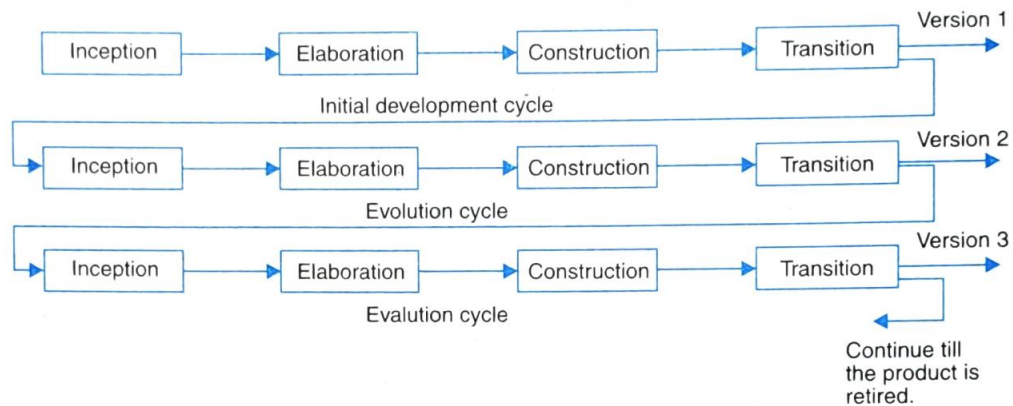 Version 1
Inception
Elaboration
Construction
Transition
Initial development cycle
Version 2
Inception
Elaboration
Construction
Transition
Evolution cycle
Version 3
Inception
Elaboration
Construction
Transition
Evalution cycle
Continue till
the product is
retired.